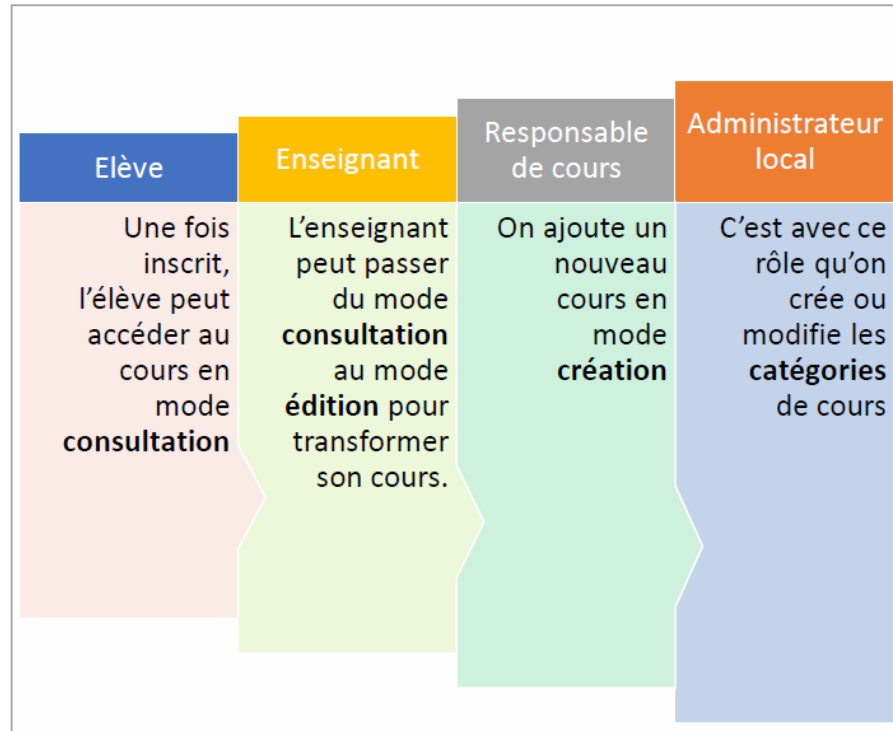 Elève
Une fois
inscrit,
l’élève peut
accéder au
cours en
mode
consultation
Enseignant
L’enseignant
peut passer
du mode
consultation
au mode
édition pour
transformer
son cours.
Responsable
de cours
On ajoute un
nouveau
cours en
mode
création
Administrateur
local
C’est avec ce
rôle qu’on
crée ou
modifie les
catégories
de cours